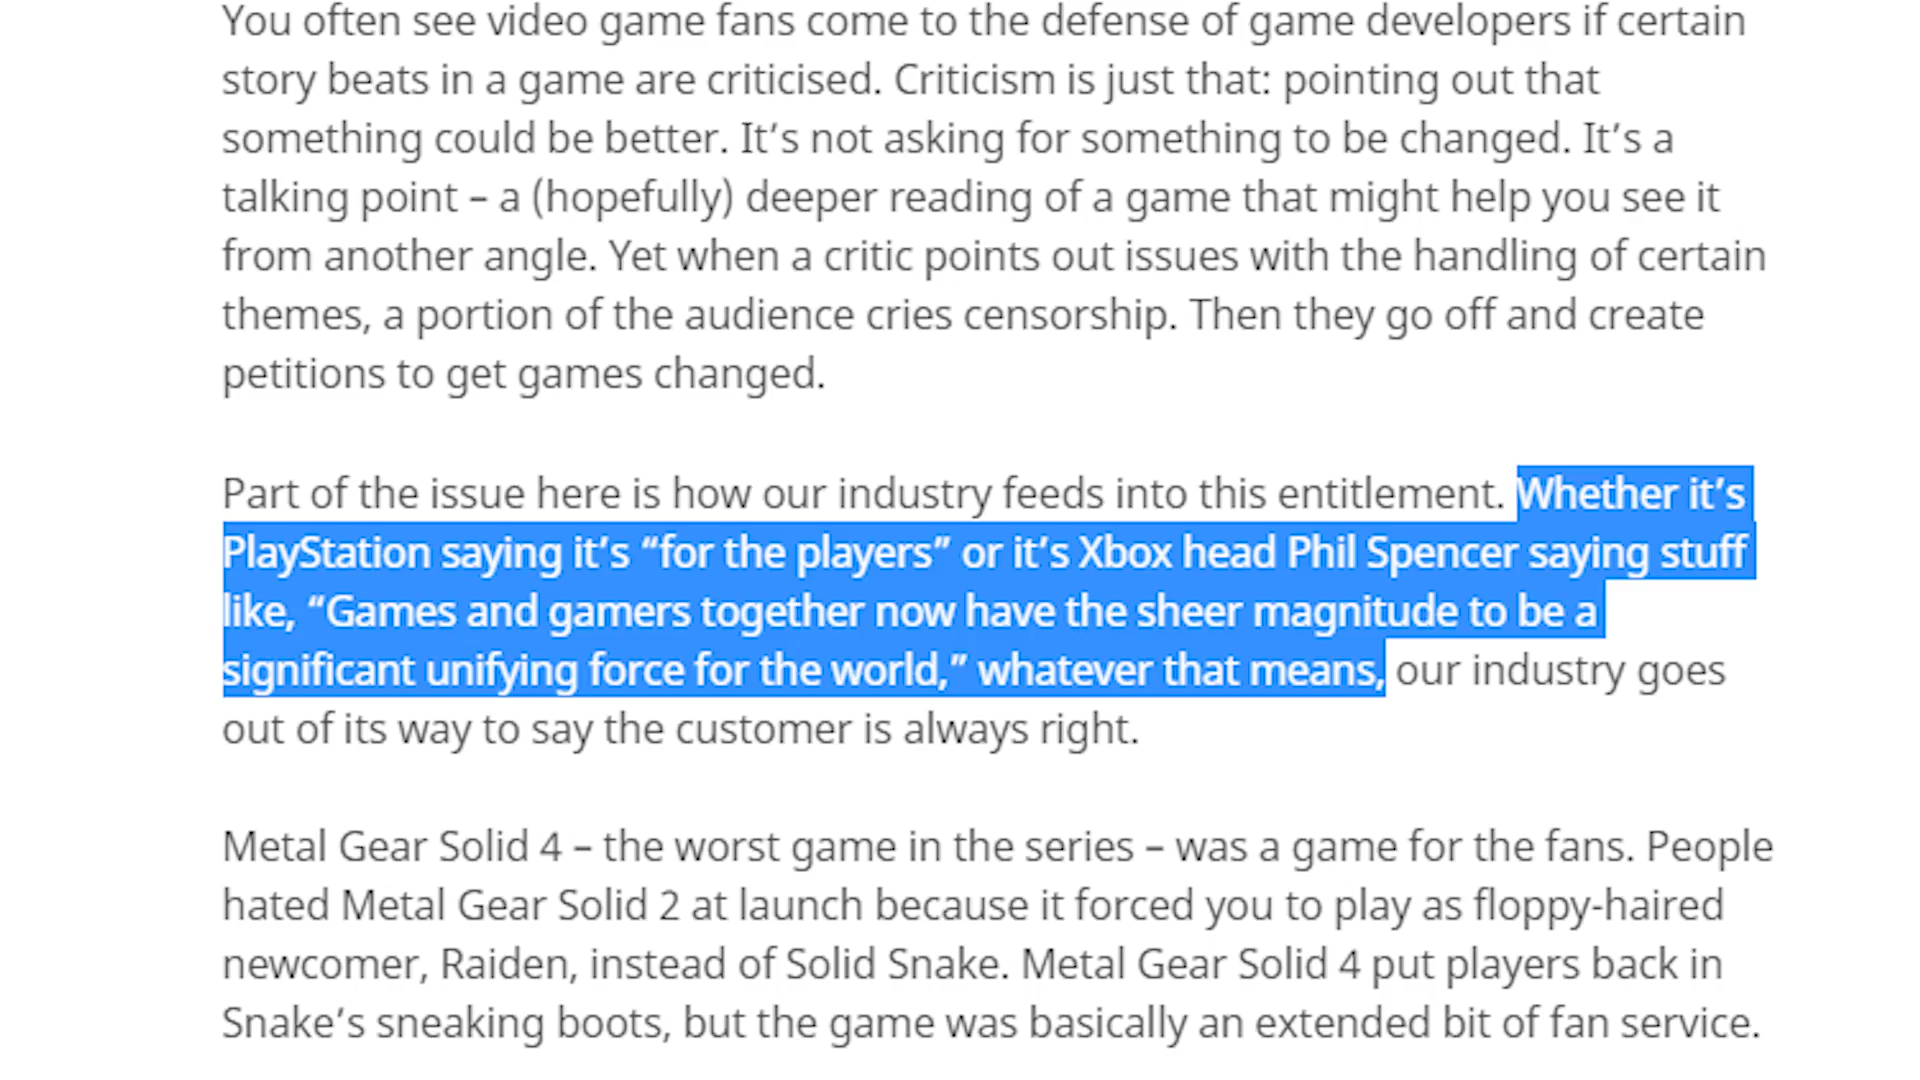 You often see video game fans come to the defense of game developers if certain
story beats in a game are criticised. Criticism is just that: pointing out that
something could be better. It’s not asking for something to be changed. It’s a
talking point – a (hopefully) deeper reading of a game that might help you see it
from another angle. Yet when a critic points out issues with the handling of certain
themes, a portion of the audience cries censorship. Then they go off and create
petitions to get games changed.
Part of the issue here is how our industry feeds into this entitlement. Whether it’s
PlayStation saying it’s “for the players” or it’s Xbox head Phil Spencer saying stuff
like, “Games and gamers together now have the sheer magnitude to be a
significant unifying force for the world,” whatever that means, our industry goes
out of its way to say the customer is always right.
Metal Gear Solid 4 – the worst game in the series – was a game for the fans. People
hated Metal Gear Solid 2 at launch because it forced you to play as floppy-haired
newcomer, Raiden, instead of Solid Snake. Metal Gear Solid 4 put players back in
Snake’s sneaking boots, but the game was basically an extended bit of fan service.